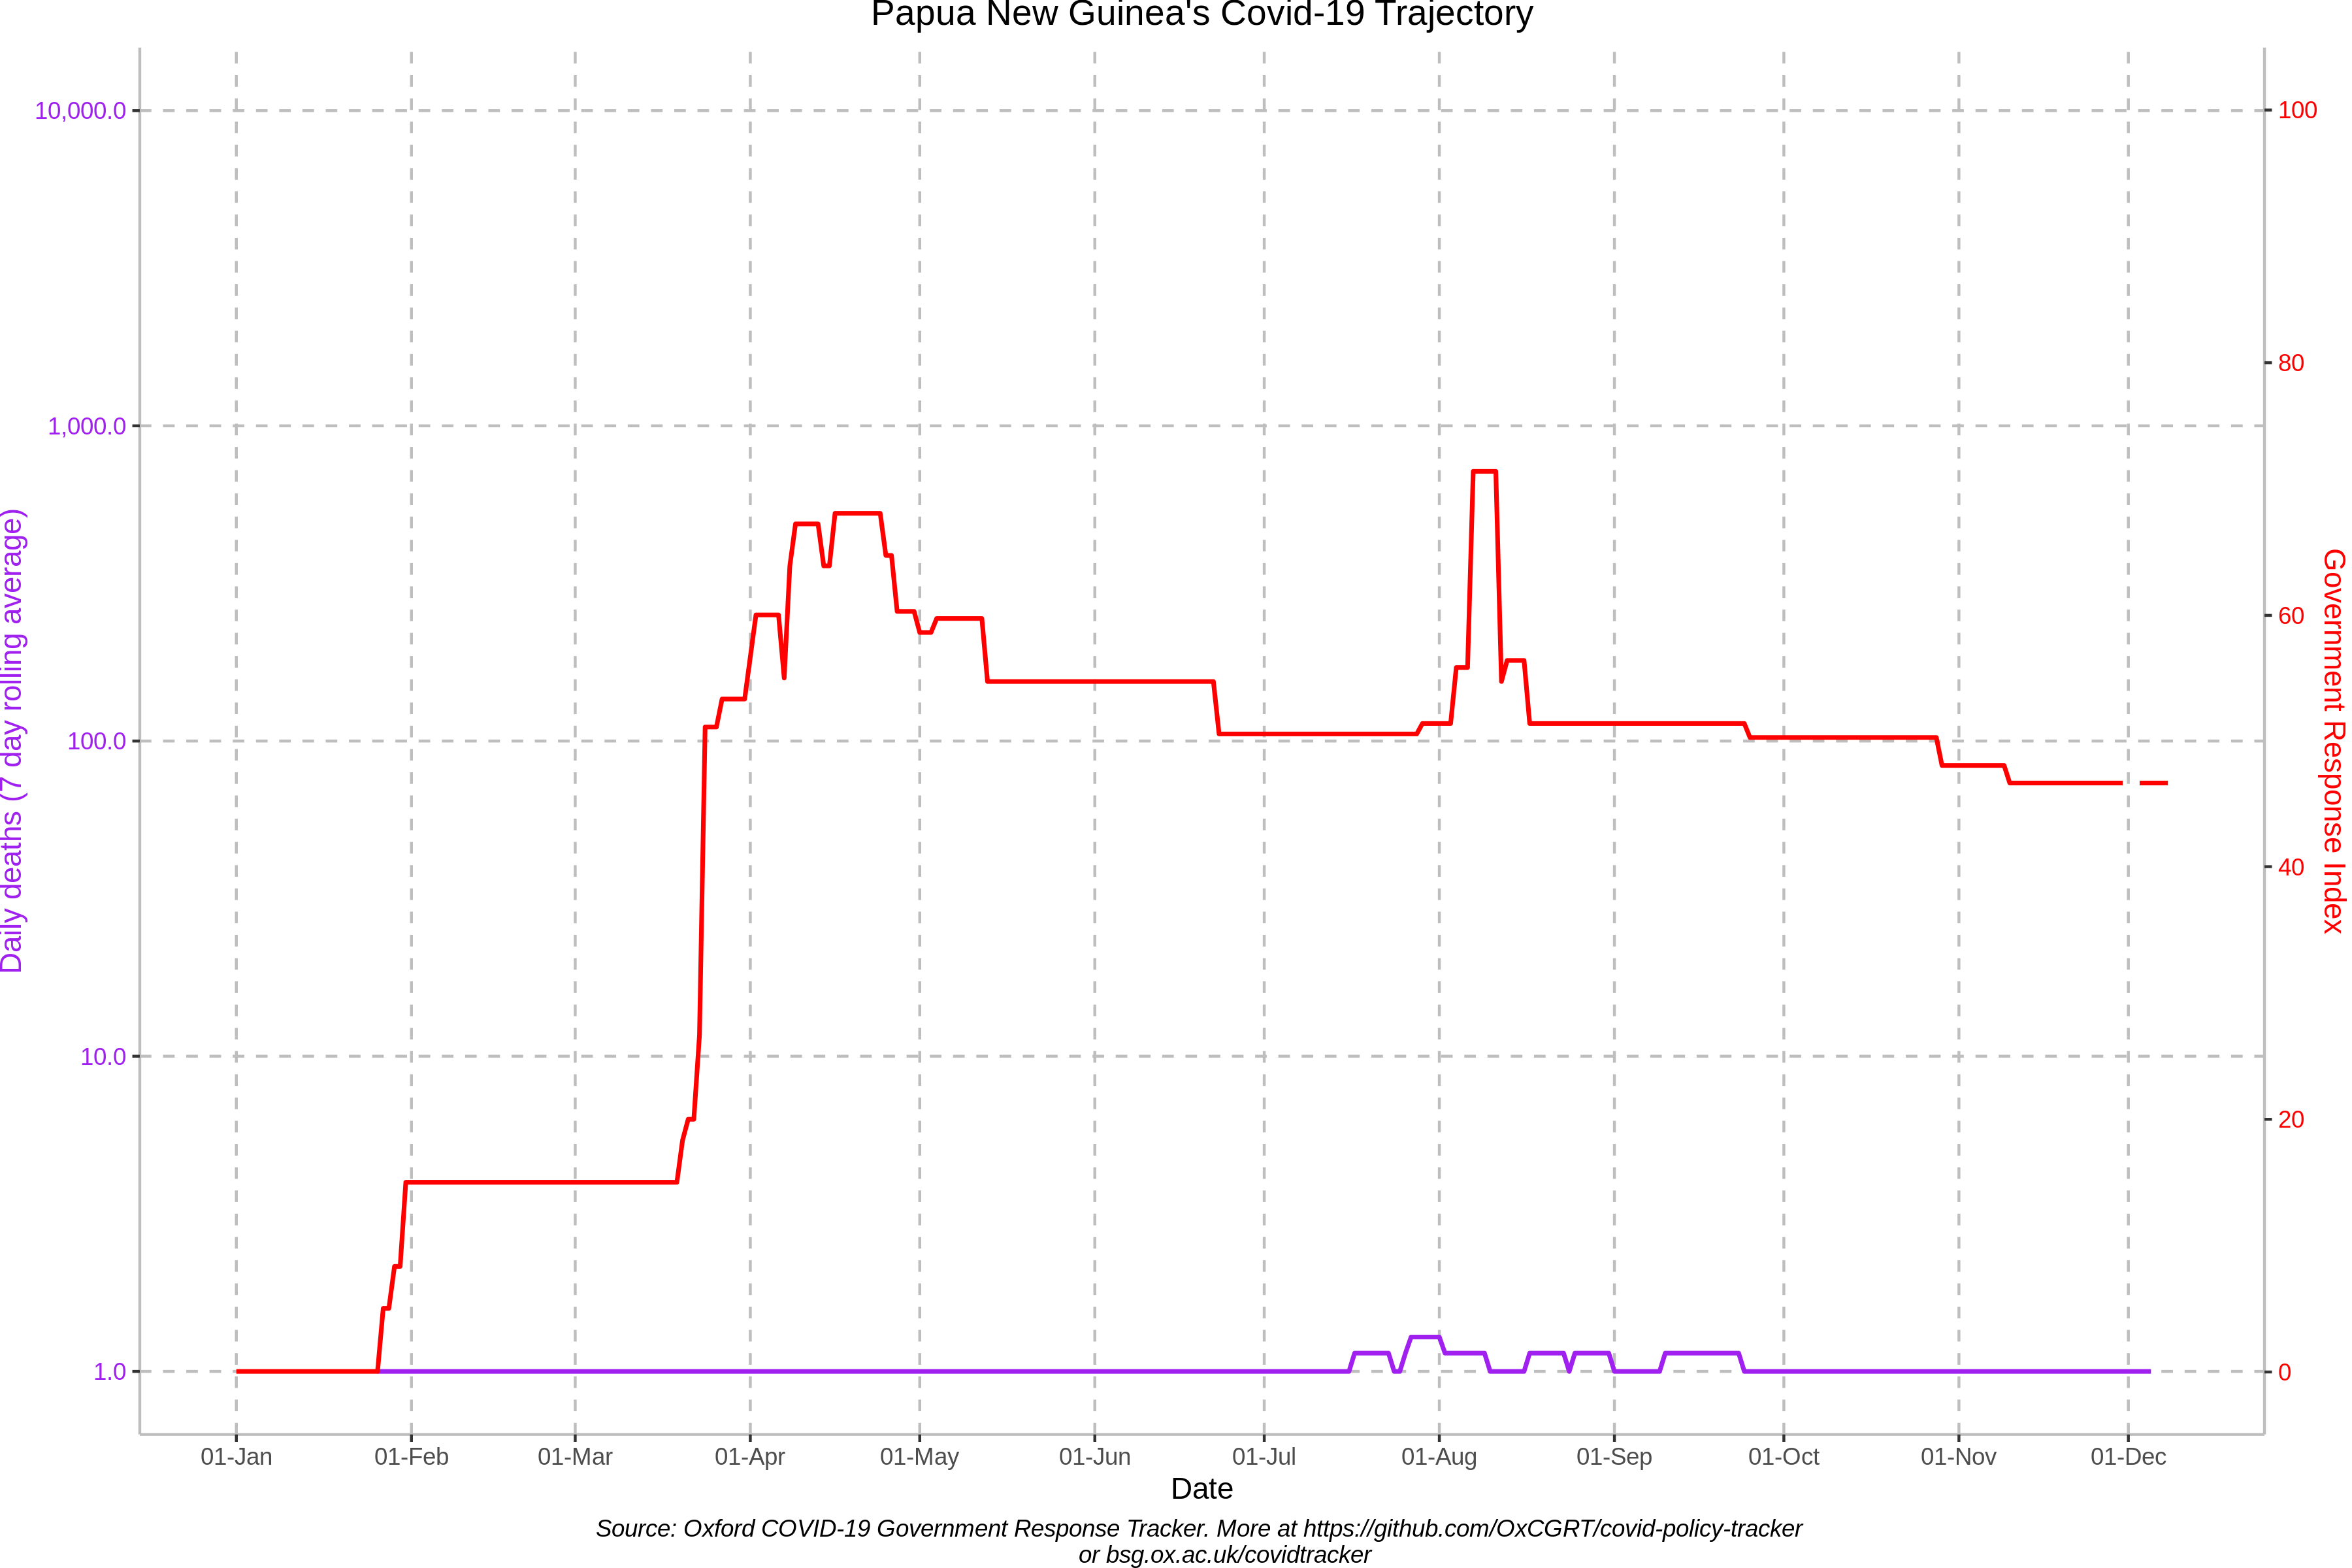 Papua New Guinea's Covid-19 Trajectory
Daily deaths (7 day rolling average)
10,000.0
1,000.0
100.0
10.0
1.0
100
80
60
40
20
0
Government Response Index
01-Jan
01-Feb
01-Mar
01-Apr
01-May
01-Jun
01-Jul
01-Aug
01-Sep
01-Oct
01-Nov
01-Dec
Date
Source: Oxford COVID-19 Government Response Tracker. More at https://github.com/OxCGRT/covid-policy-tracker
or bsg.ox.ac.uk/covidtracker